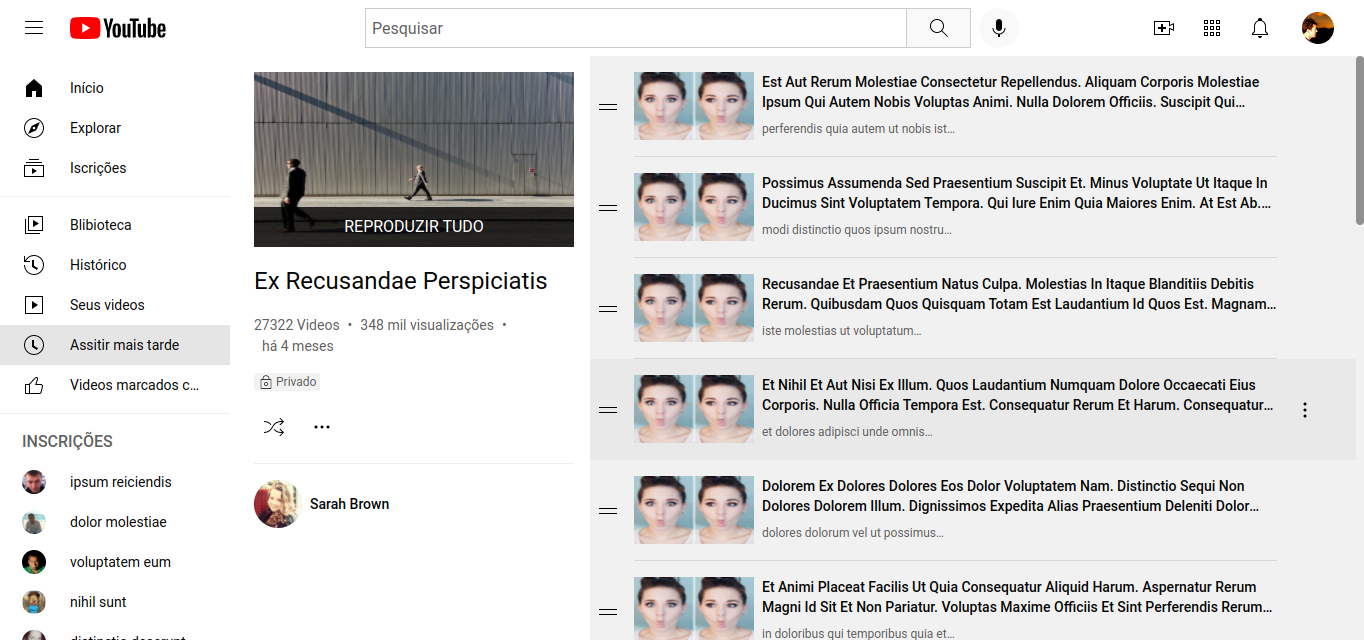 YouTube
Pesquisar
Início
Explorar
Iscrições
Blibioteca
Histórico
Seus videos
Assitir mais tarde
Videos marcados c...
INSCRIÇÕES
ipsum reiciendis
dolor molestiae
voluptatem eum
nihil sunt
REPRODUZIR TUDO
Ex Recusandae Perspiciatis
27322 Videos • 348 mil visualizações •
há 4 meses
Privado
Sarah Brown
Est Aut Rerum Molestiae Consectetur Repellendus. Aliquam Corporis Molestiae
Ipsum Qui Autem Nobis Voluptas Animi. Nulla Dolorem Officiis. Suscipit Qui...
perferendis quia autem ut nobis ist...
Possimus Assumenda Sed Praesentium Suscipit Et. Minus Voluptate Ut Itaque In
Ducimus Sint Voluptatem Tempora. Qui Iure Enim Quia Maiores Enim. At Est Ab....
modi distinctio quos ipsum nostru...
Recusandae Et Praesentium Natus Culpa. Molestias In Itaque Blanditiis Debitis
Rerum. Quibusdam Quos Quisquam Totam Est Laudantium Id Quos Est. Magnam...
iste molestias ut voluptatum...
Et Nihil Et Aut Nisi Ex Illum. Quos Laudantium Numquam Dolore Occaecati Eius
Corporis. Nulla Officia Tempora Est. Consequatur Rerum Et Harum. Consequatur...
et dolores adipisci unde omnis...
Dolorem Ex Dolores Dolores Eos Dolor Voluptatem Nam. Distinctio Sequi Non
Dolores Dolorem Illum. Dignissimos Expedita Alias Praesentium Deleniti Dolor...
dolores dolorum vel ut possimus...
Et Animi Placeat Facilis Ut Quia Consequatur Aliquid Harum. Aspernatur Rerum
Magni Id Sit Et Non Pariatur. Voluptas Maxime Officiis Et Sint Perferendis Rerum...
in doloribus qui temporibus quia et...